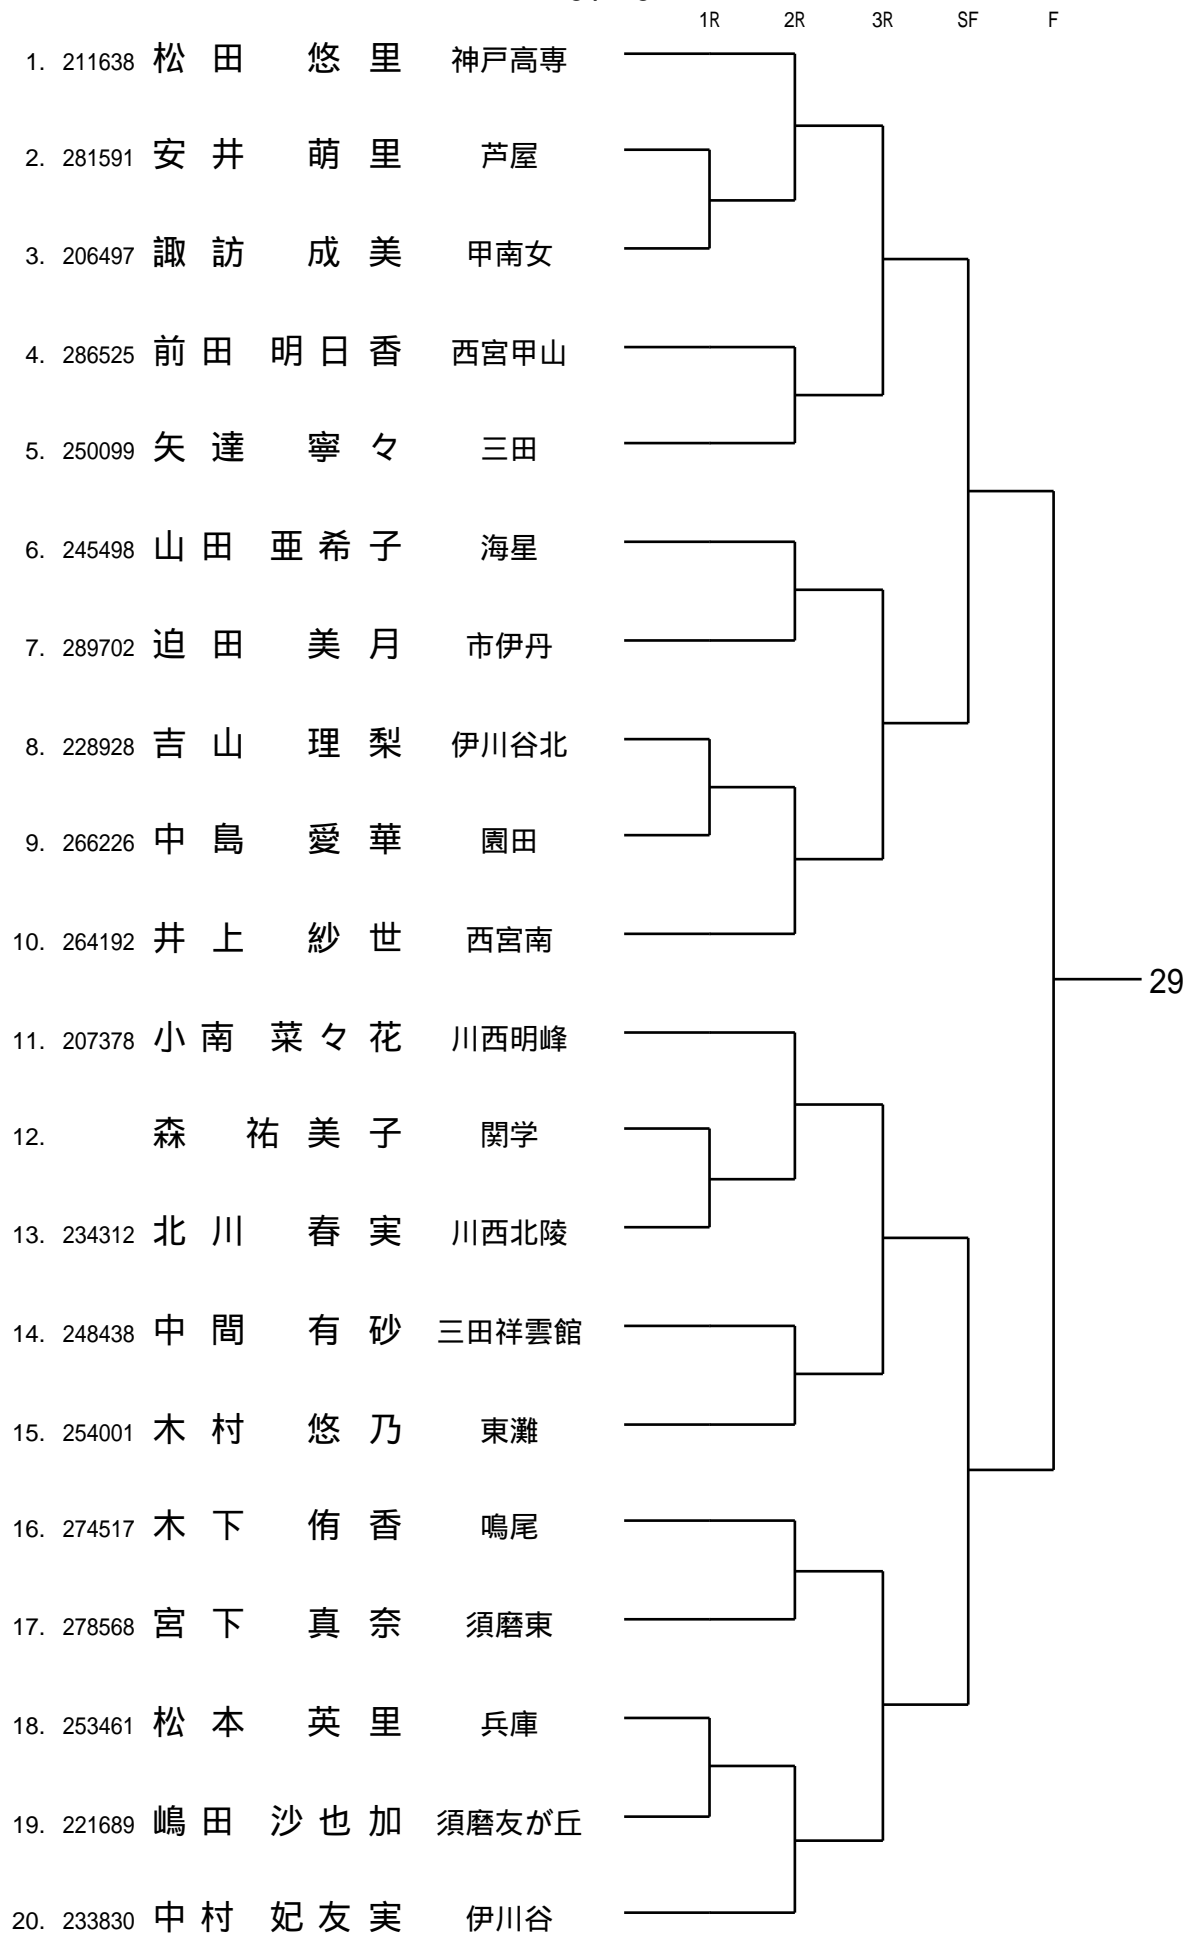 1R 2R 3R SF F
1. 211638 松田 悠里 神戸高専
2. 281591 安井 萌里 芦屋
3. 206497 諏訪 成美 甲南女
4. 286525 前田 明日香 西宮甲山
5. 250099 矢達 寧々 三田
6. 245498 山田 亜希子 海星
7. 289702 迫田 美月 市伊丹
8. 228928 吉山 理梨 伊川谷北
9. 266226 中島 愛華 園田
10. 264192 井上 紗世 西宮南
29
11. 207378 小南 菜々花 川西明峰
12. 森 祐美子 関学
13. 234312 北川 春実 川西北陵
14. 248438 中間 有砂 三田祥雲館
15. 254001 木村 悠乃 東灘
16. 274517 木下 侑香 鳴尾
17. 278568 宮下 真奈 須磨東
18. 253461 松本 英里 兵庫
19. 221689 嶋田 沙也加 須磨友が丘
20. 233830 中村 妃友実 伊川谷